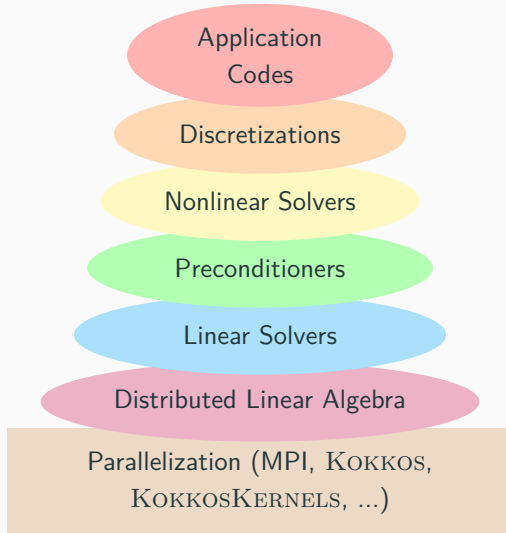 Application
Codes
Discretizations
Nonlinear Solvers
Preconditioners
Linear Solvers
Distributed Linear Algebra
Parallelization (MPI, KOKKOS,
KOKKOSKERNELS, ...)